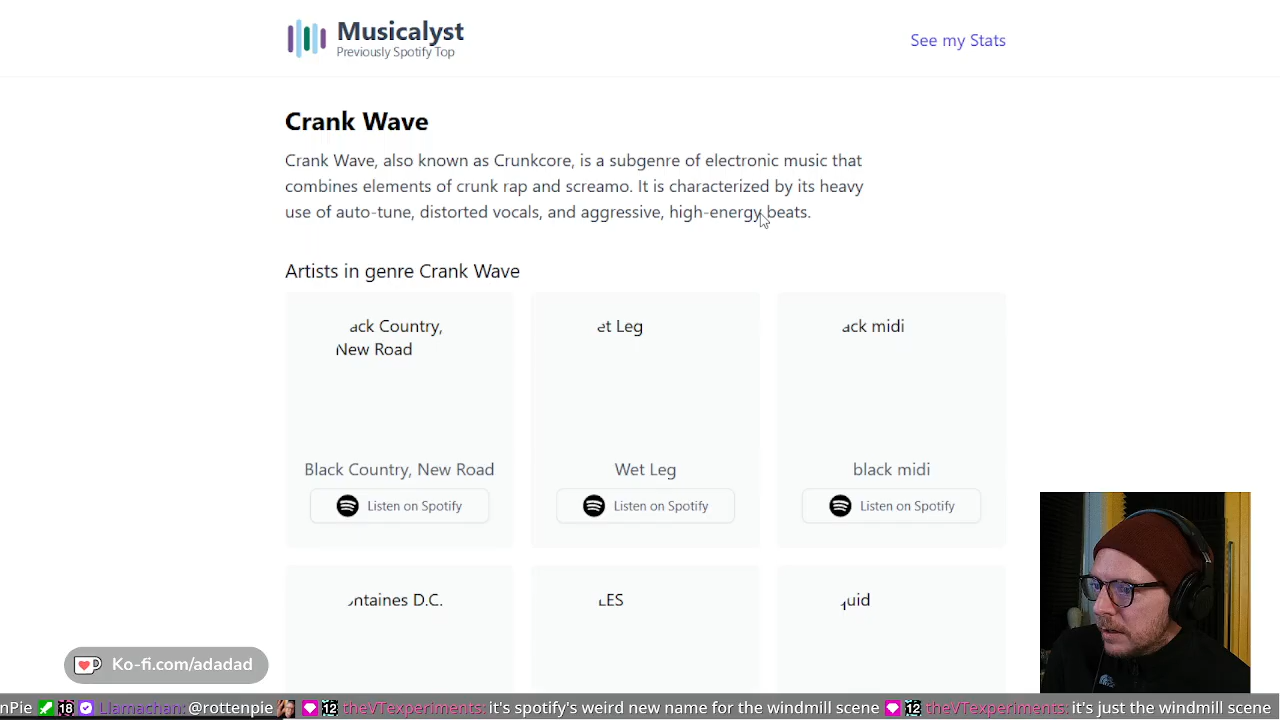 Musicalyst
Previously Spotify Top
See my Stats
Crank Wave
Crank Wave, also known as Crunkcore, is a subgenre of electronic music that
combines elements of crunk rap and screamo. It is characterized by its heavy
use of auto-tune, distorted vocals, and aggressive, high-energy beats.
Artists in genre Crank Wave
ack Country,
New Road
et Leg
ack midi
Black Country, New Road
Wet Leg
black midi
Listen on Spotify
Listen on Spotify
Listen on Spotify
ntaines D.C.
LES
uid
Ko-fi.com/adadad
nPie 18 Llamachan: @rottenpie 12 theVTexperiments: it's spotify's weird new name for the windmill scene 12 theVTexperiments: it's just the windmill scene